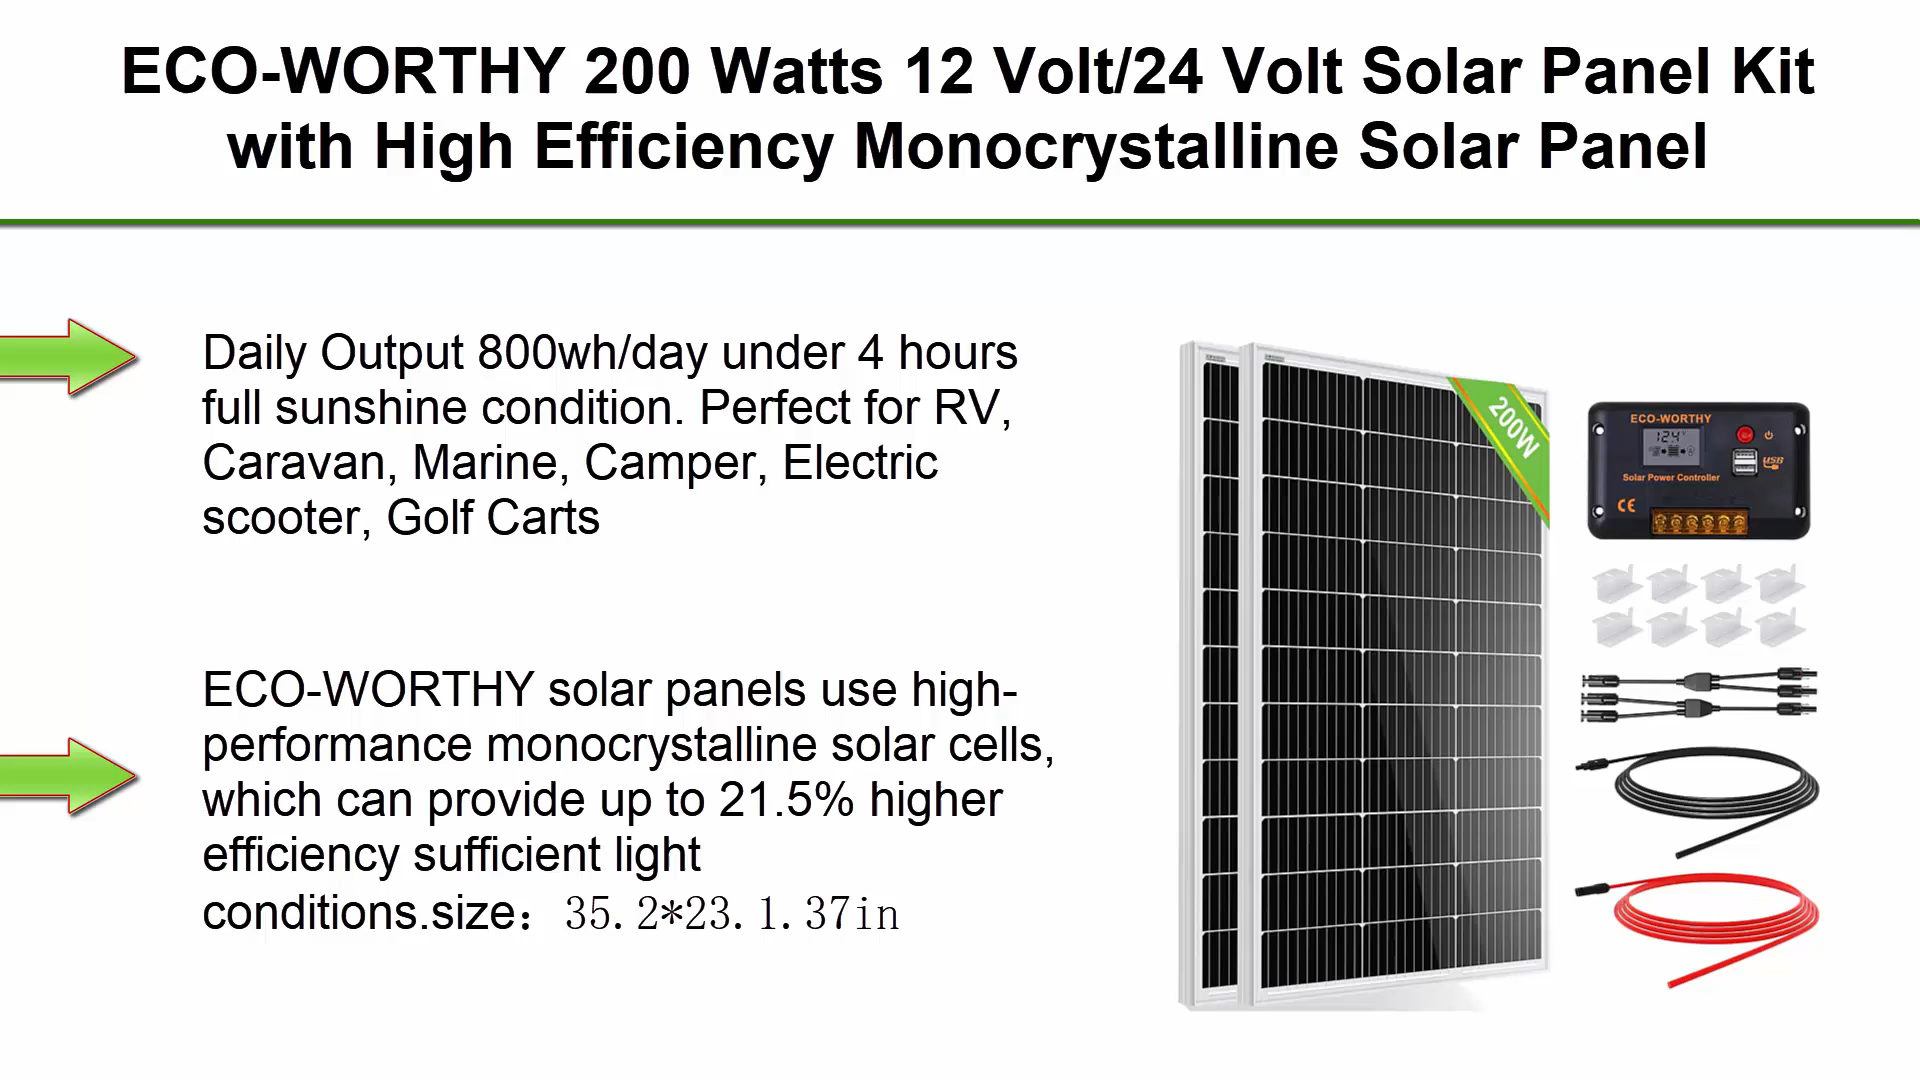 ECO-WORTHY 200 Watts 12 Volt/24 Volt Solar Panel Kit
with High Efficiency Monocrystalline Solar Panel
Daily Output 800wh/day under 4 hours
full sunshine condition. Perfect for RV,
Caravan, Marine, Camper, Electric
scooter, Golf Carts
ECO-WORTHY solar panels use high-
performance monocrystalline solar cells,
which can provide up to 21.5% higher
efficiency sufficient light
conditions.size：35.2*23.1.37in
200W
ECO-WORTHY
12.4
USB
Solar Power Controller
CE